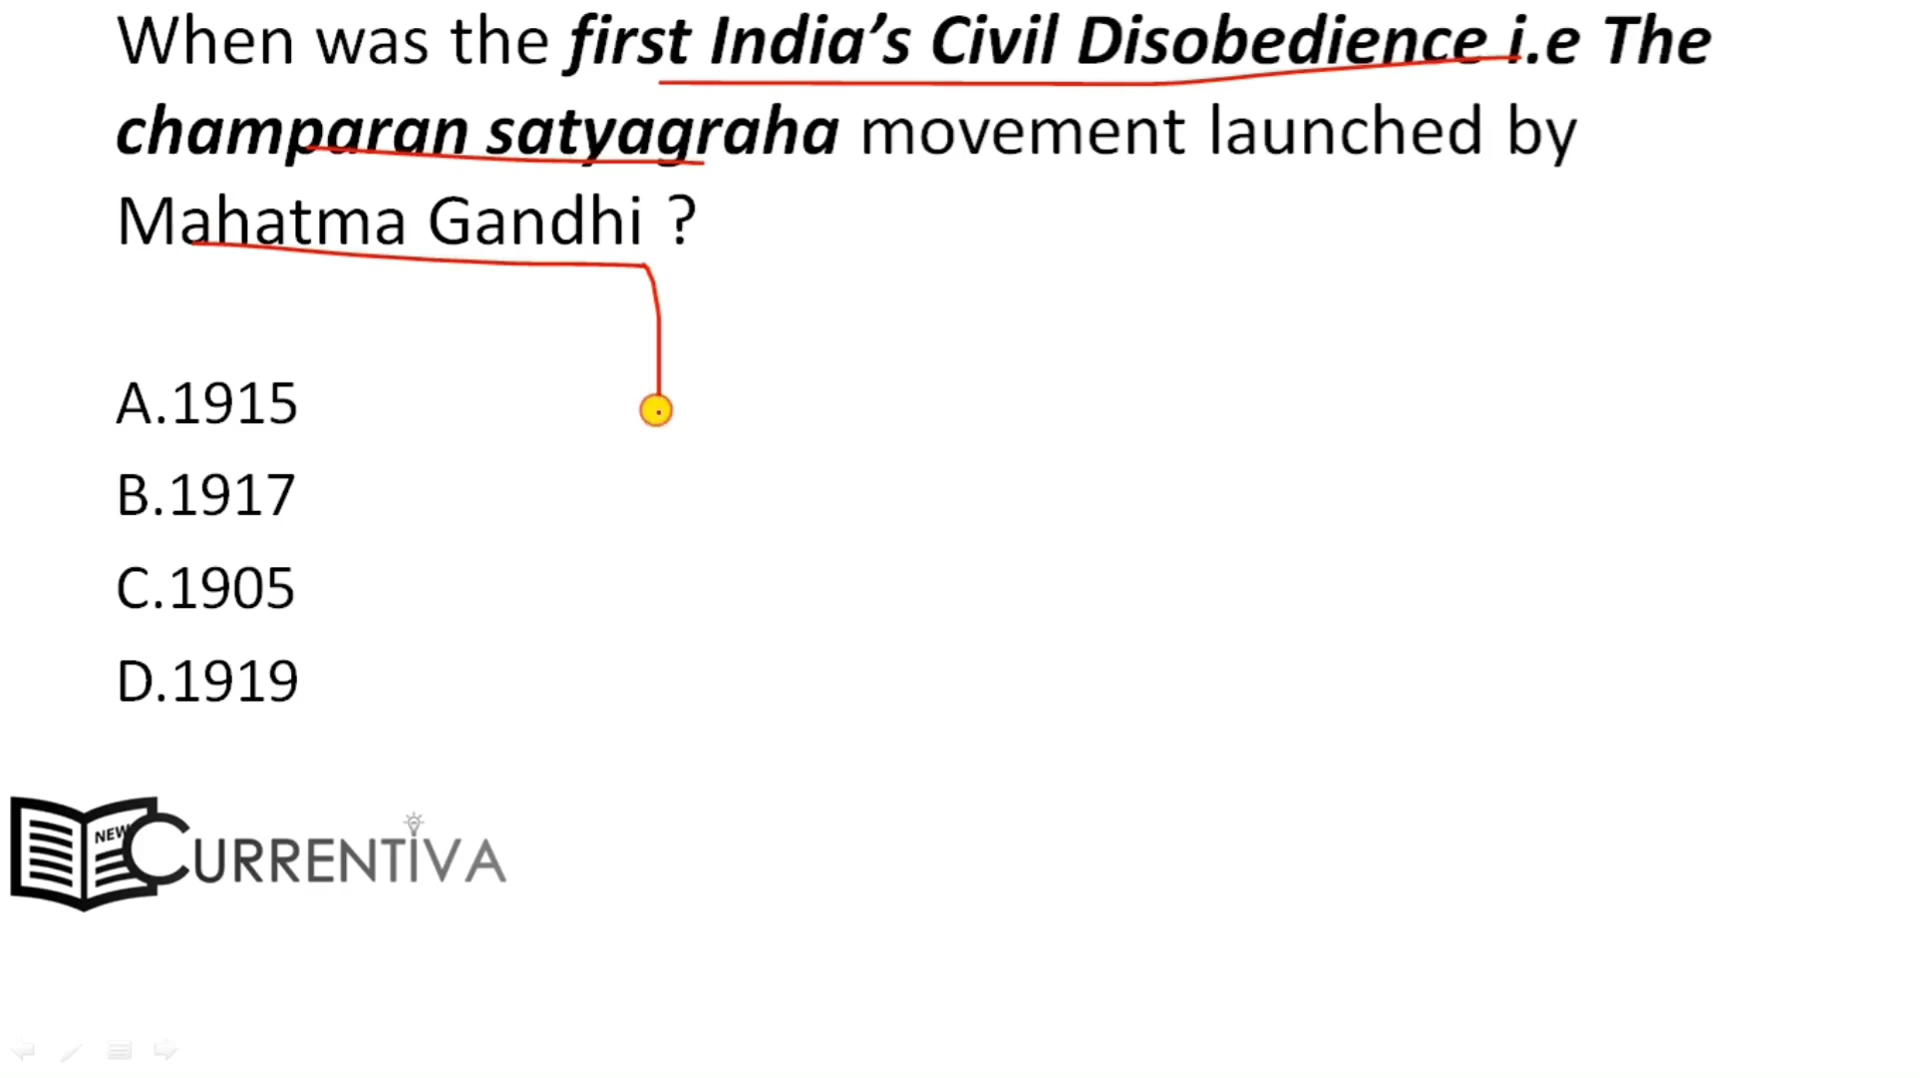 When was the first India’s Civil Disobedience i.e The
champaran satyagraha movement launched by
Mahatma Gandhi ?
A.1915
B.1917
C.1905
D.1919
NEW
CURRENTIVA